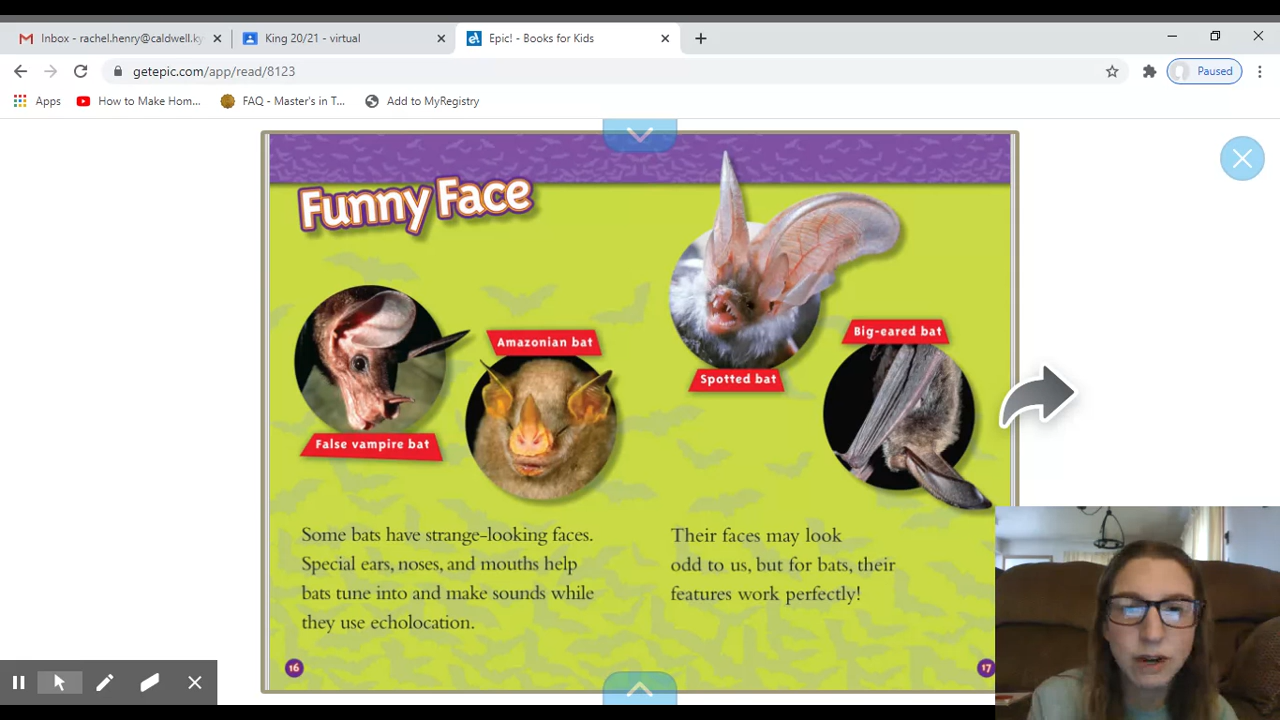 Inbox - rachel.henry@caldwell.ky
King 20/21 - virtual
Epic! - Books for Kids
getepic.com/app/read/8123
Paused
Apps
How to Make Hom...
FAQ - Master's in T...
Add to MyRegistry
Funny Face
False vampire bat
Amazonian bat
Some bats have strange-looking faces.
Special ears, noses, and mouths help
bats tune into and make sounds while
they use echolocation.
16
Spotted bat
Big-eared bat
Their faces may look
odd to us, but for bats, their
features work perfectly!
17